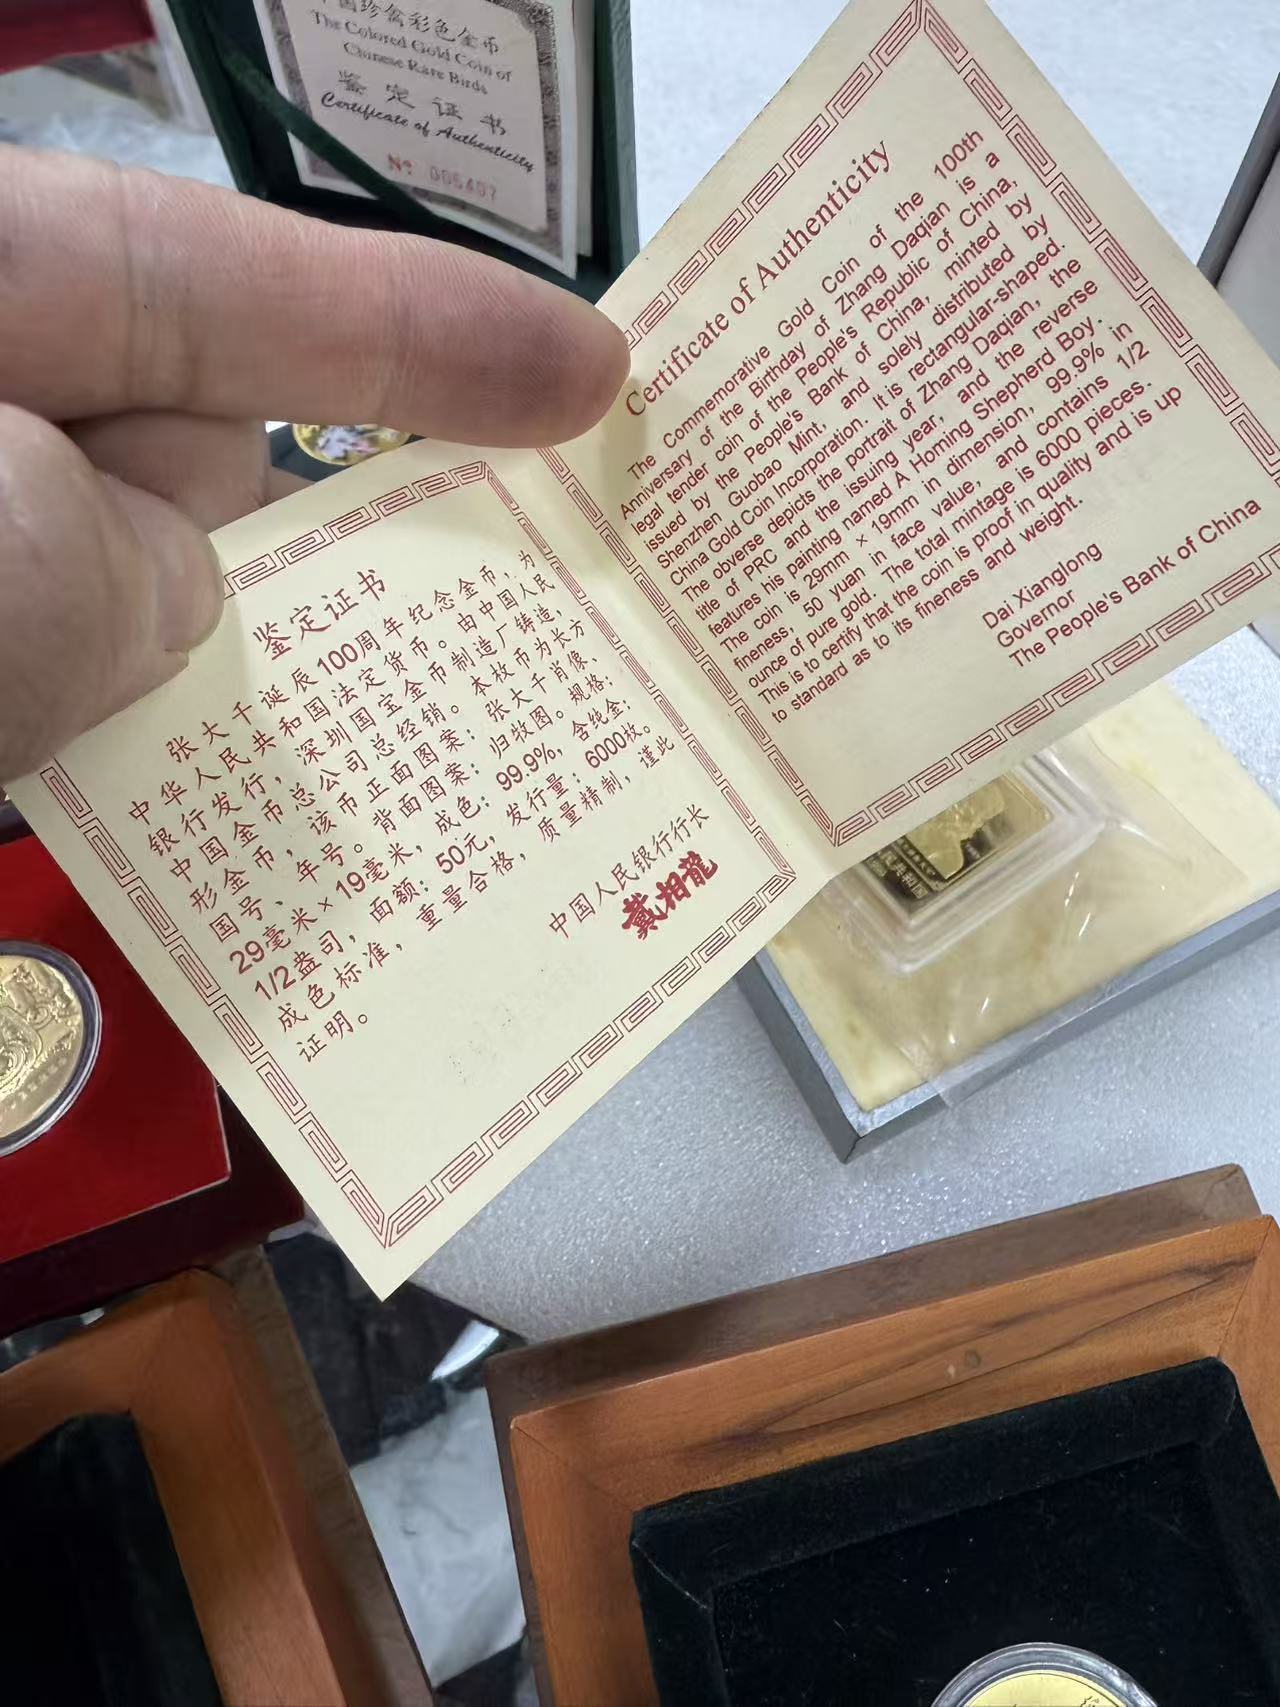 中国珍禽彩色金币
The Colored Gold Coin of
Chinese Rare Birds
鉴定证书
Certificate of Authenticity
№ 006407
鉴定证书
张大千诞辰100周年纪念金币,为
中华人民共和国法定货币。由中国人民
银行发行,深圳国宝金币制造厂铸造,
中国金币总公司总经销。本枚币为长方
形金币,该币正面图案:张大千肖像、
国号、年号。背面图案:归牧图。规格:
29毫米×19毫米,成色:99.9%,含纯金:
1/2盎司,面额:50元,发行量:6000枚。
成色标准,重量合格,质量精制,谨此
证明。
中国人民银行行长
戴相龍
Certificate of Authenticity
The Commemorative Gold Coin of the 100th
Anniversary of the Birthday of Zhang Daqian is a
legal tender coin of the People's Republic of China,
issued by the People's Bank of China, minted by
Shenzhen Guobao Mint, and solely distributed by
China Gold Coin Incorporation. It is rectangular-shaped.
The obverse depicts the portrait of Zhang Daqian, the
title of PRC and the issuing year, and the reverse
features his painting named A Homing Shepherd Boy.
The coin is 29mm × 19mm in dimension, 99.9% in
fineness, 50 yuan in face value, and contains 1/2
ounce of pure gold. The total mintage is 6000 pieces.
This is to certify that the coin is proof in quality and is up
to standard as to its fineness and weight.
Dai Xianglong
Governor
The People's Bank of China